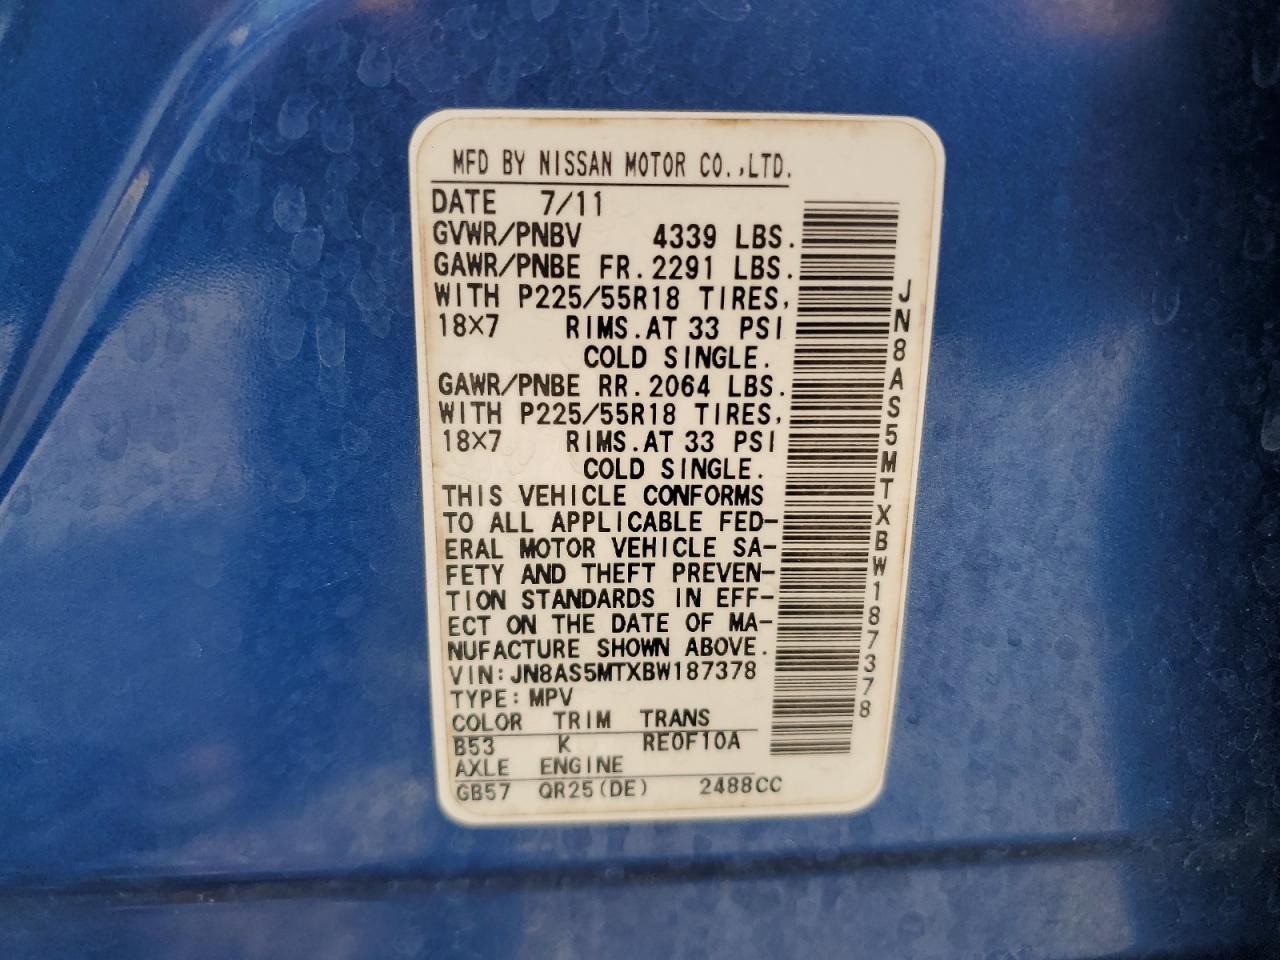 MFD BY NISSAN MOTOR CO.,LTD.
DATE 7/11
GVWR/PNBV 4339 LBS.
GAWR/PNBE FR.2291 LBS.
WITH P225/55R18 TIRES,
18×7 RIMS.AT 33 PSI
COLD SINGLE.
GAWR/PNBE RR.2064 LBS.
WITH P225/55R18 TIRES,
18×7 RIMS.AT 33 PSI
COLD SINGLE.
THIS VEHICLE CONFORMS
TO ALL APPLICABLE FED-
ERAL MOTOR VEHICLE SA-
FETY AND THEFT PREVEN-
TION STANDARDS IN EFF-
ECT ON THE DATE OF MA-
NUFACTURE SHOWN ABOVE.
VIN:JN8AS5MTXBW187378
TYPE:MPV
COLOR TRIM TRANS
B53 K RE0F10A
AXLE ENGINE
GB57 QR25(DE) 2488CC
JN8AS5MTXBW187378